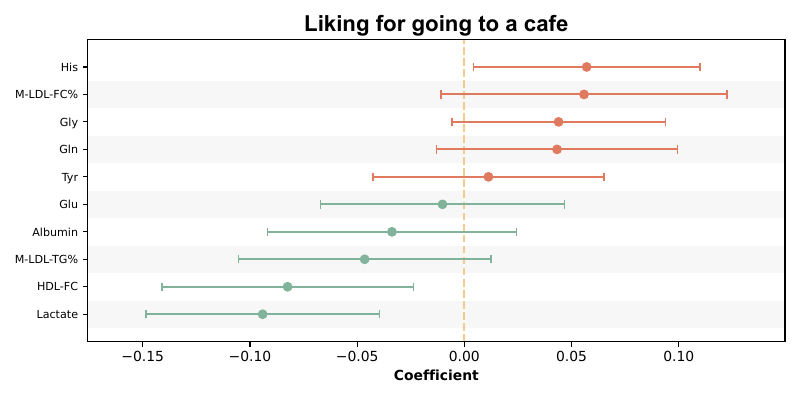 Liking for going to a cafe
His
M-LDL-FC%
Gly
Gln
Tyr
Glu
Albumin
M-LDL-TG%
HDL-FC
Lactate
−0.15 −0.10 −0.05 0.00 0.05 0.10
Coefficient